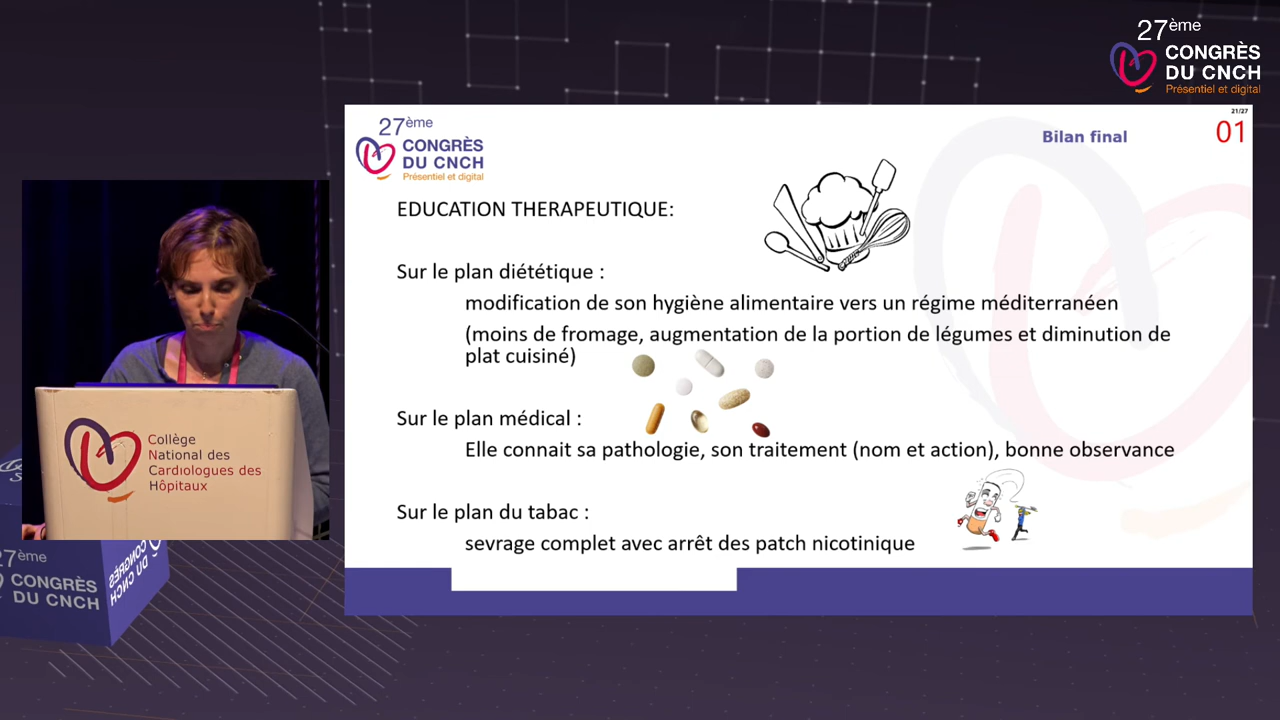 27ème
CONGRÈS
DU CNCH
Présentiel et digital
21/27
01
Bilan final
27ème
CONGRÈS
DU CNCH
Présentiel et digital
EDUCATION THERAPEUTIQUE:
Sur le plan diététique :
modification de son hygiène alimentaire vers un régime méditerranéen
(moins de fromage, augmentation de la portion de légumes et diminution de
plat cuisiné)
Sur le plan médical :
Elle connait sa pathologie, son traitement (nom et action), bonne observance
Sur le plan du tabac :
sevrage complet avec arrêt des patch nicotinique
Collège
National des
Cardiologues des
Hôpitaux
27ème
CONGRÈS
DU CNCH
CONGRÈS
DU CNCH